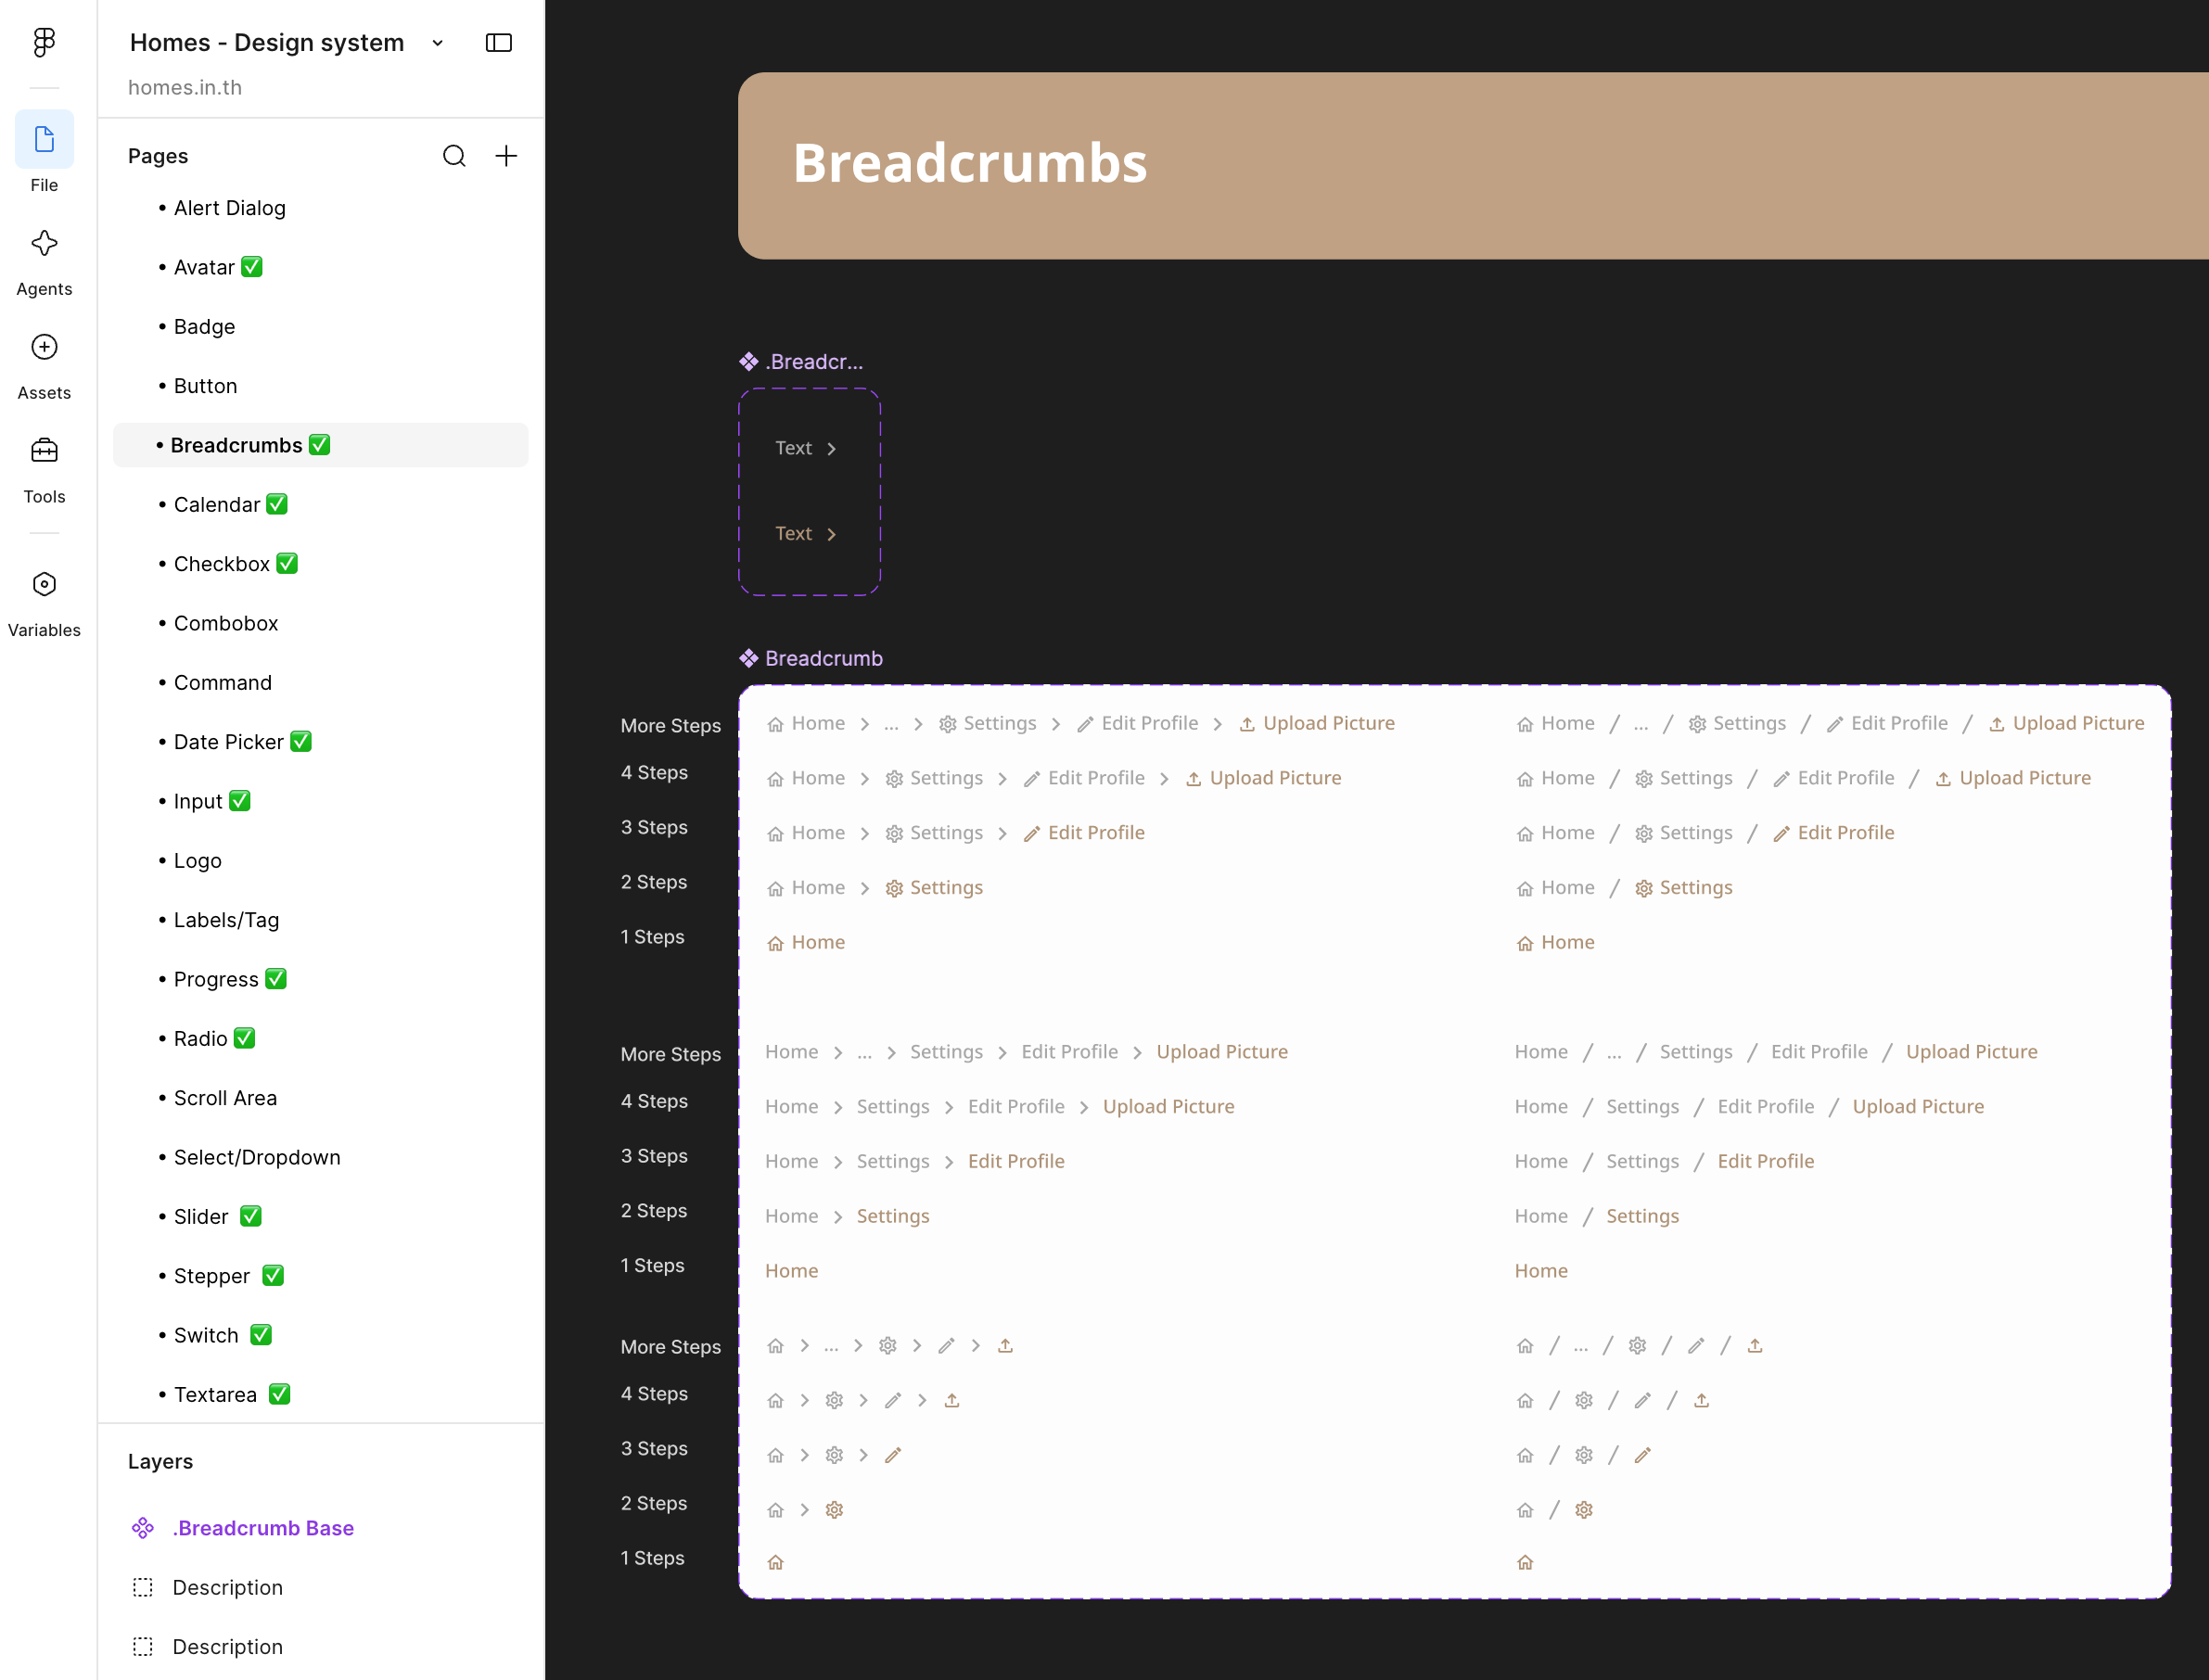 Homes - Design system
homes.in.th
File
Agents
Assets
Tools
Variables
Pages
• Alert Dialog
• Avatar ✅
• Badge
• Button
• Breadcrumbs ✅
• Calendar ✅
• Checkbox ✅
• Combobox
• Command
• Date Picker ✅
• Input ✅
• Logo
• Labels/Tag
• Progress ✅
• Radio ✅
• Scroll Area
• Select/Dropdown
• Slider ✅
• Stepper ✅
• Switch ✅
• Textarea ✅
Layers
.Breadcrumb Base
Description
Description
Breadcrumbs
.Breadcr...
Text >
Text >
Breadcrumb
More Steps Home > ... > Settings > Edit Profile > Upload Picture Home / ... / Settings / Edit Profile / Upload Picture
4 Steps Home > Settings > Edit Profile > Upload Picture Home / Settings / Edit Profile / Upload Picture
3 Steps Home > Settings > Edit Profile Home / Settings / Edit Profile
2 Steps Home > Settings Home / Settings
1 Steps Home Home
More Steps Home > ... > Settings > Edit Profile > Upload Picture Home / ... / Settings / Edit Profile / Upload Picture
4 Steps Home > Settings > Edit Profile > Upload Picture Home / Settings / Edit Profile / Upload Picture
3 Steps Home > Settings > Edit Profile Home / Settings / Edit Profile
2 Steps Home > Settings Home / Settings
1 Steps Home Home
More Steps > ... > > > / ... / / /
4 Steps > > > / / /
3 Steps > > / /
2 Steps > /
1 Steps